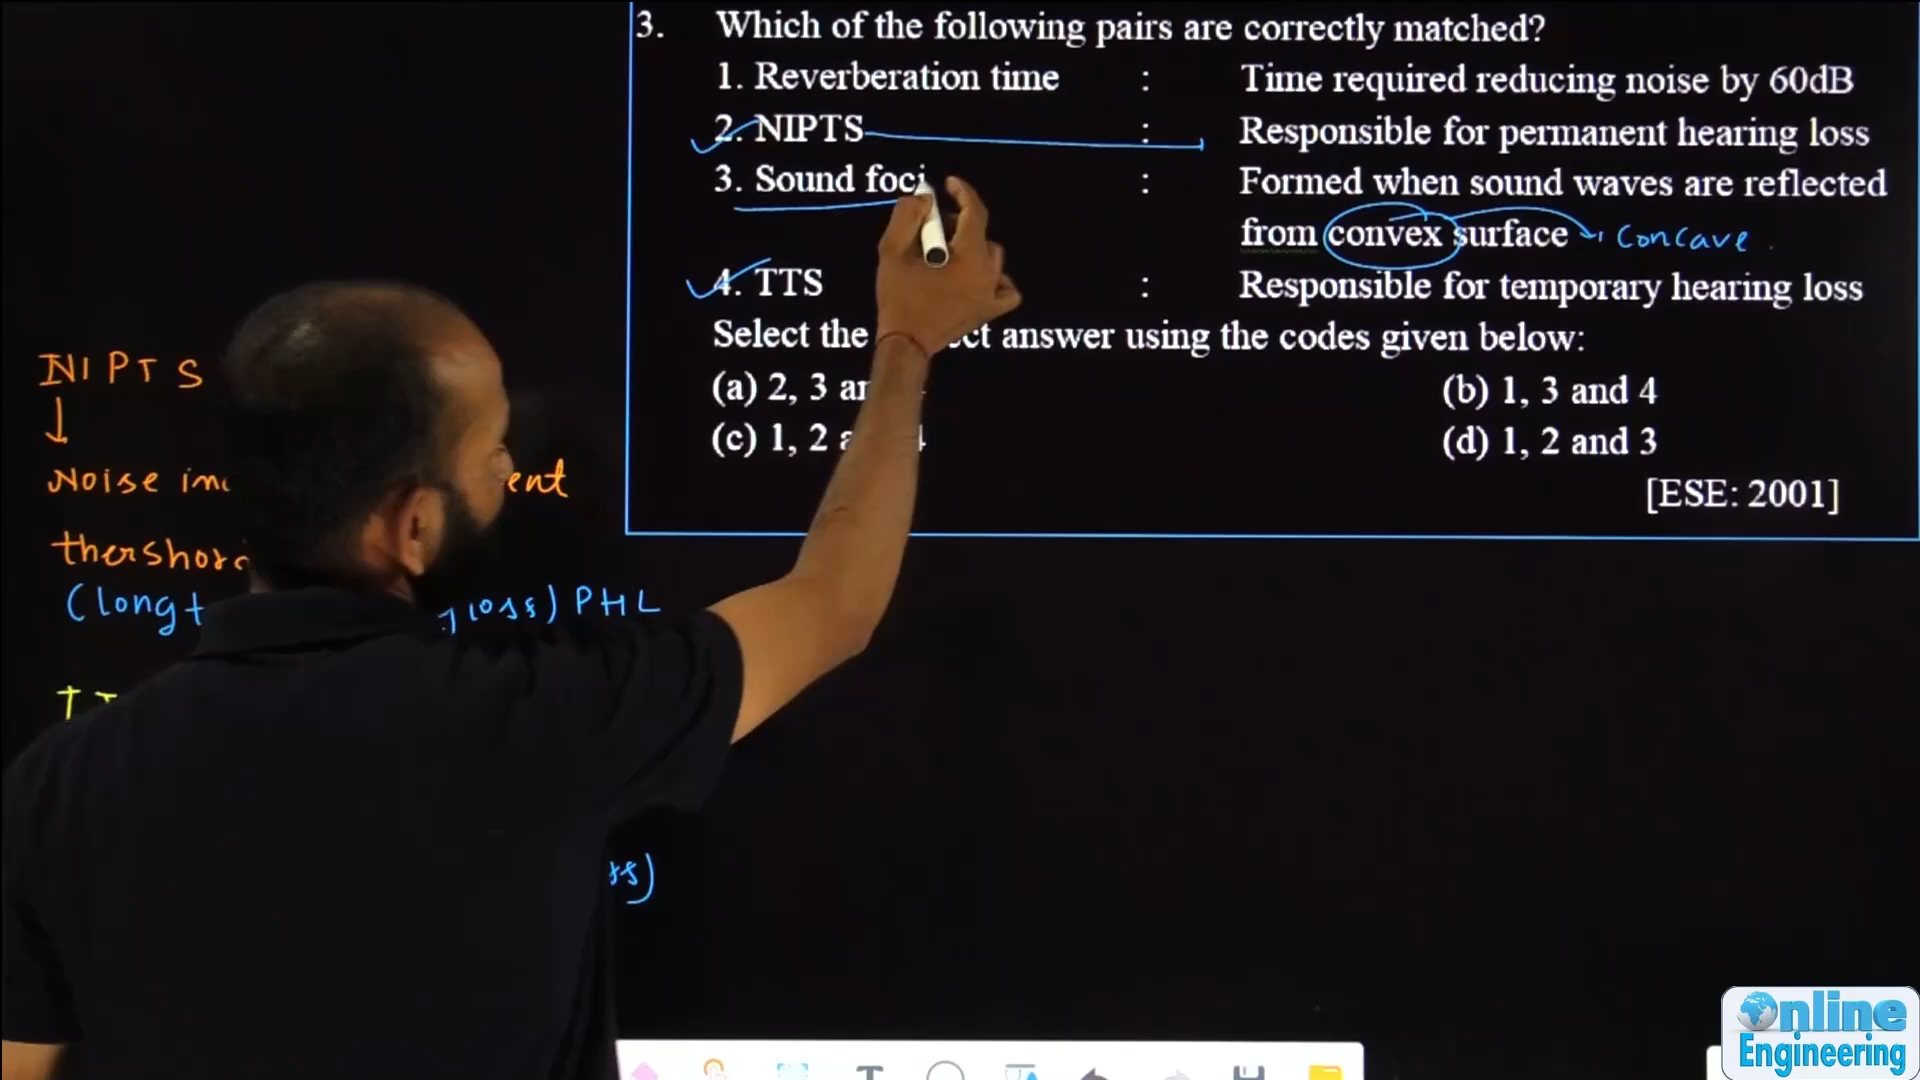 3. Which of the following pairs are correctly matched?
1. Reverberation time : Time required reducing noise by 60dB
2. NIPTS : Responsible for permanent hearing loss
3. Sound foci : Formed when sound waves are reflected
from convex surface concave
4. TTS : Responsible for temporary hearing loss
Select the answer using the codes given below:
(a) 2, 3
(b) 1, 3 and 4
(c) 1, 2
(d) 1, 2 and 3
[ESE: 2001]
NIPTS
Noise
(long loss) PHL
Online
Engineering